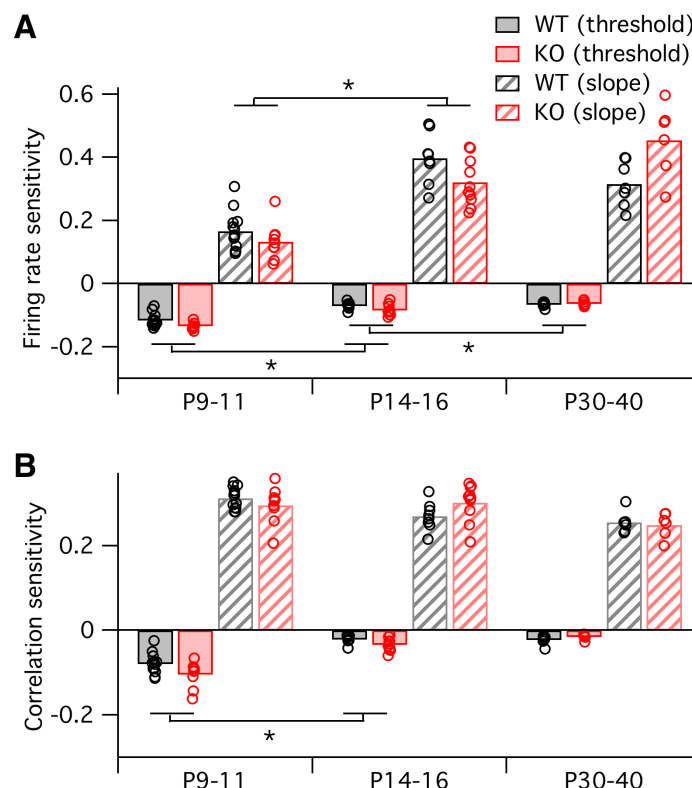 A
WT (threshold)
KO (threshold)
WT (slope)
KO (slope)
Firing rate sensitivity
0.6
0.4
0.2
0
-0.2
*
*
*
P9-11
P14-16
P30-40
B
Correlation sensitivity
0.2
0
-0.2
*
P9-11
P14-16
P30-40